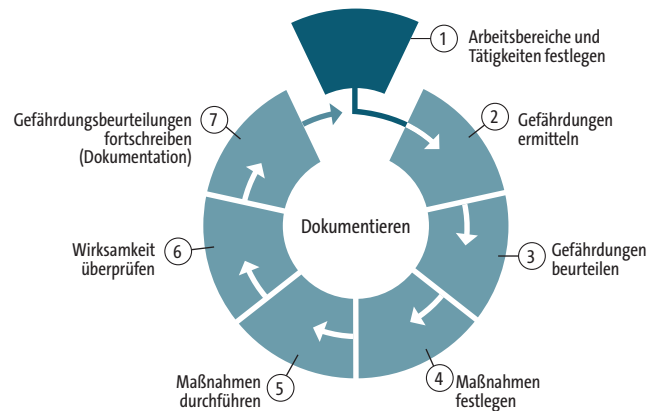 1
Arbeitsbereiche und
Tätigkeiten festlegen
2
Gefährdungen
ermitteln
3
Gefährdungen
beurteilen
4
Maßnahmen
festlegen
5
Maßnahmen
durchführen
6
Wirksamkeit
überprüfen
7
Gefährdungsbeurteilungen
fortschreiben
(Dokumentation)
Dokumentieren